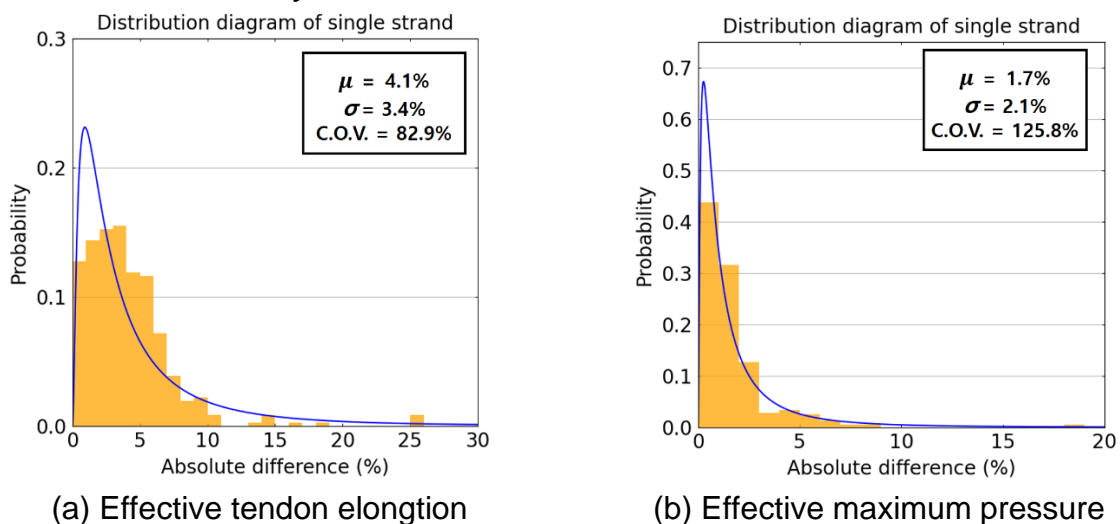 Distribution diagram of single strand
0.3
0.2
0.1
0.0
Probability
μ = 4.1%
σ = 3.4%
C.O.V. = 82.9%
0 5 10 15 20 25 30
Absolute difference (%)
(a) Effective tendon elongtion
Distribution diagram of single strand
0.7
0.6
0.5
0.4
0.3
0.2
0.1
0.0
Probability
μ = 1.7%
σ = 2.1%
C.O.V. = 125.8%
0 5 10 15 20
Absolute difference (%)
(b) Effective maximum pressure